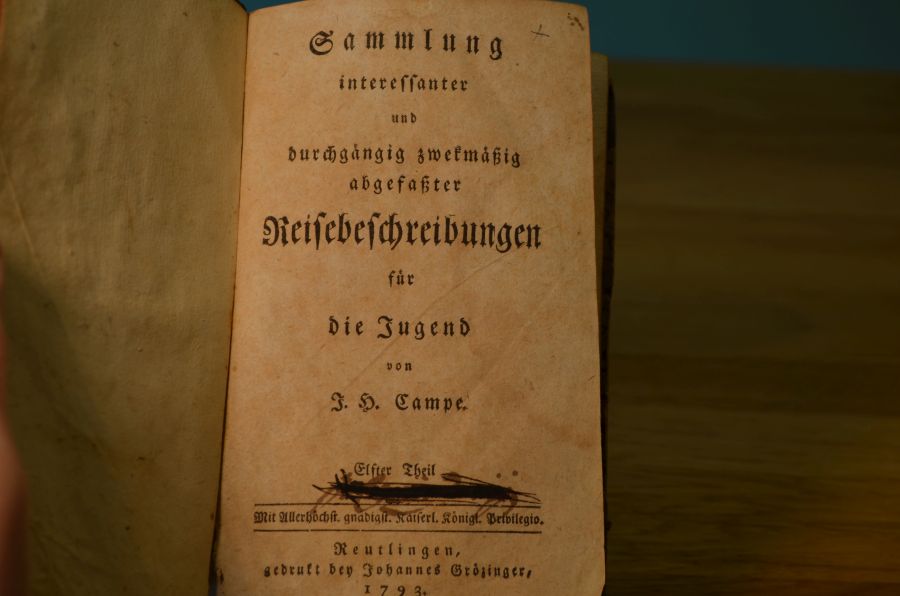 Sammlung
interessanter
und
durchgängig zwekmäßig
abgefaßter
Reisebeschreibungen
für
die Jugend
von
J. H. Campe.
Elfter Theil
Mit Allerhöchst. gnädigst. Kaiserl. Königl. Privilegio.
Reutlingen,
gedrukt bey Johannes Grözinger,
1793.